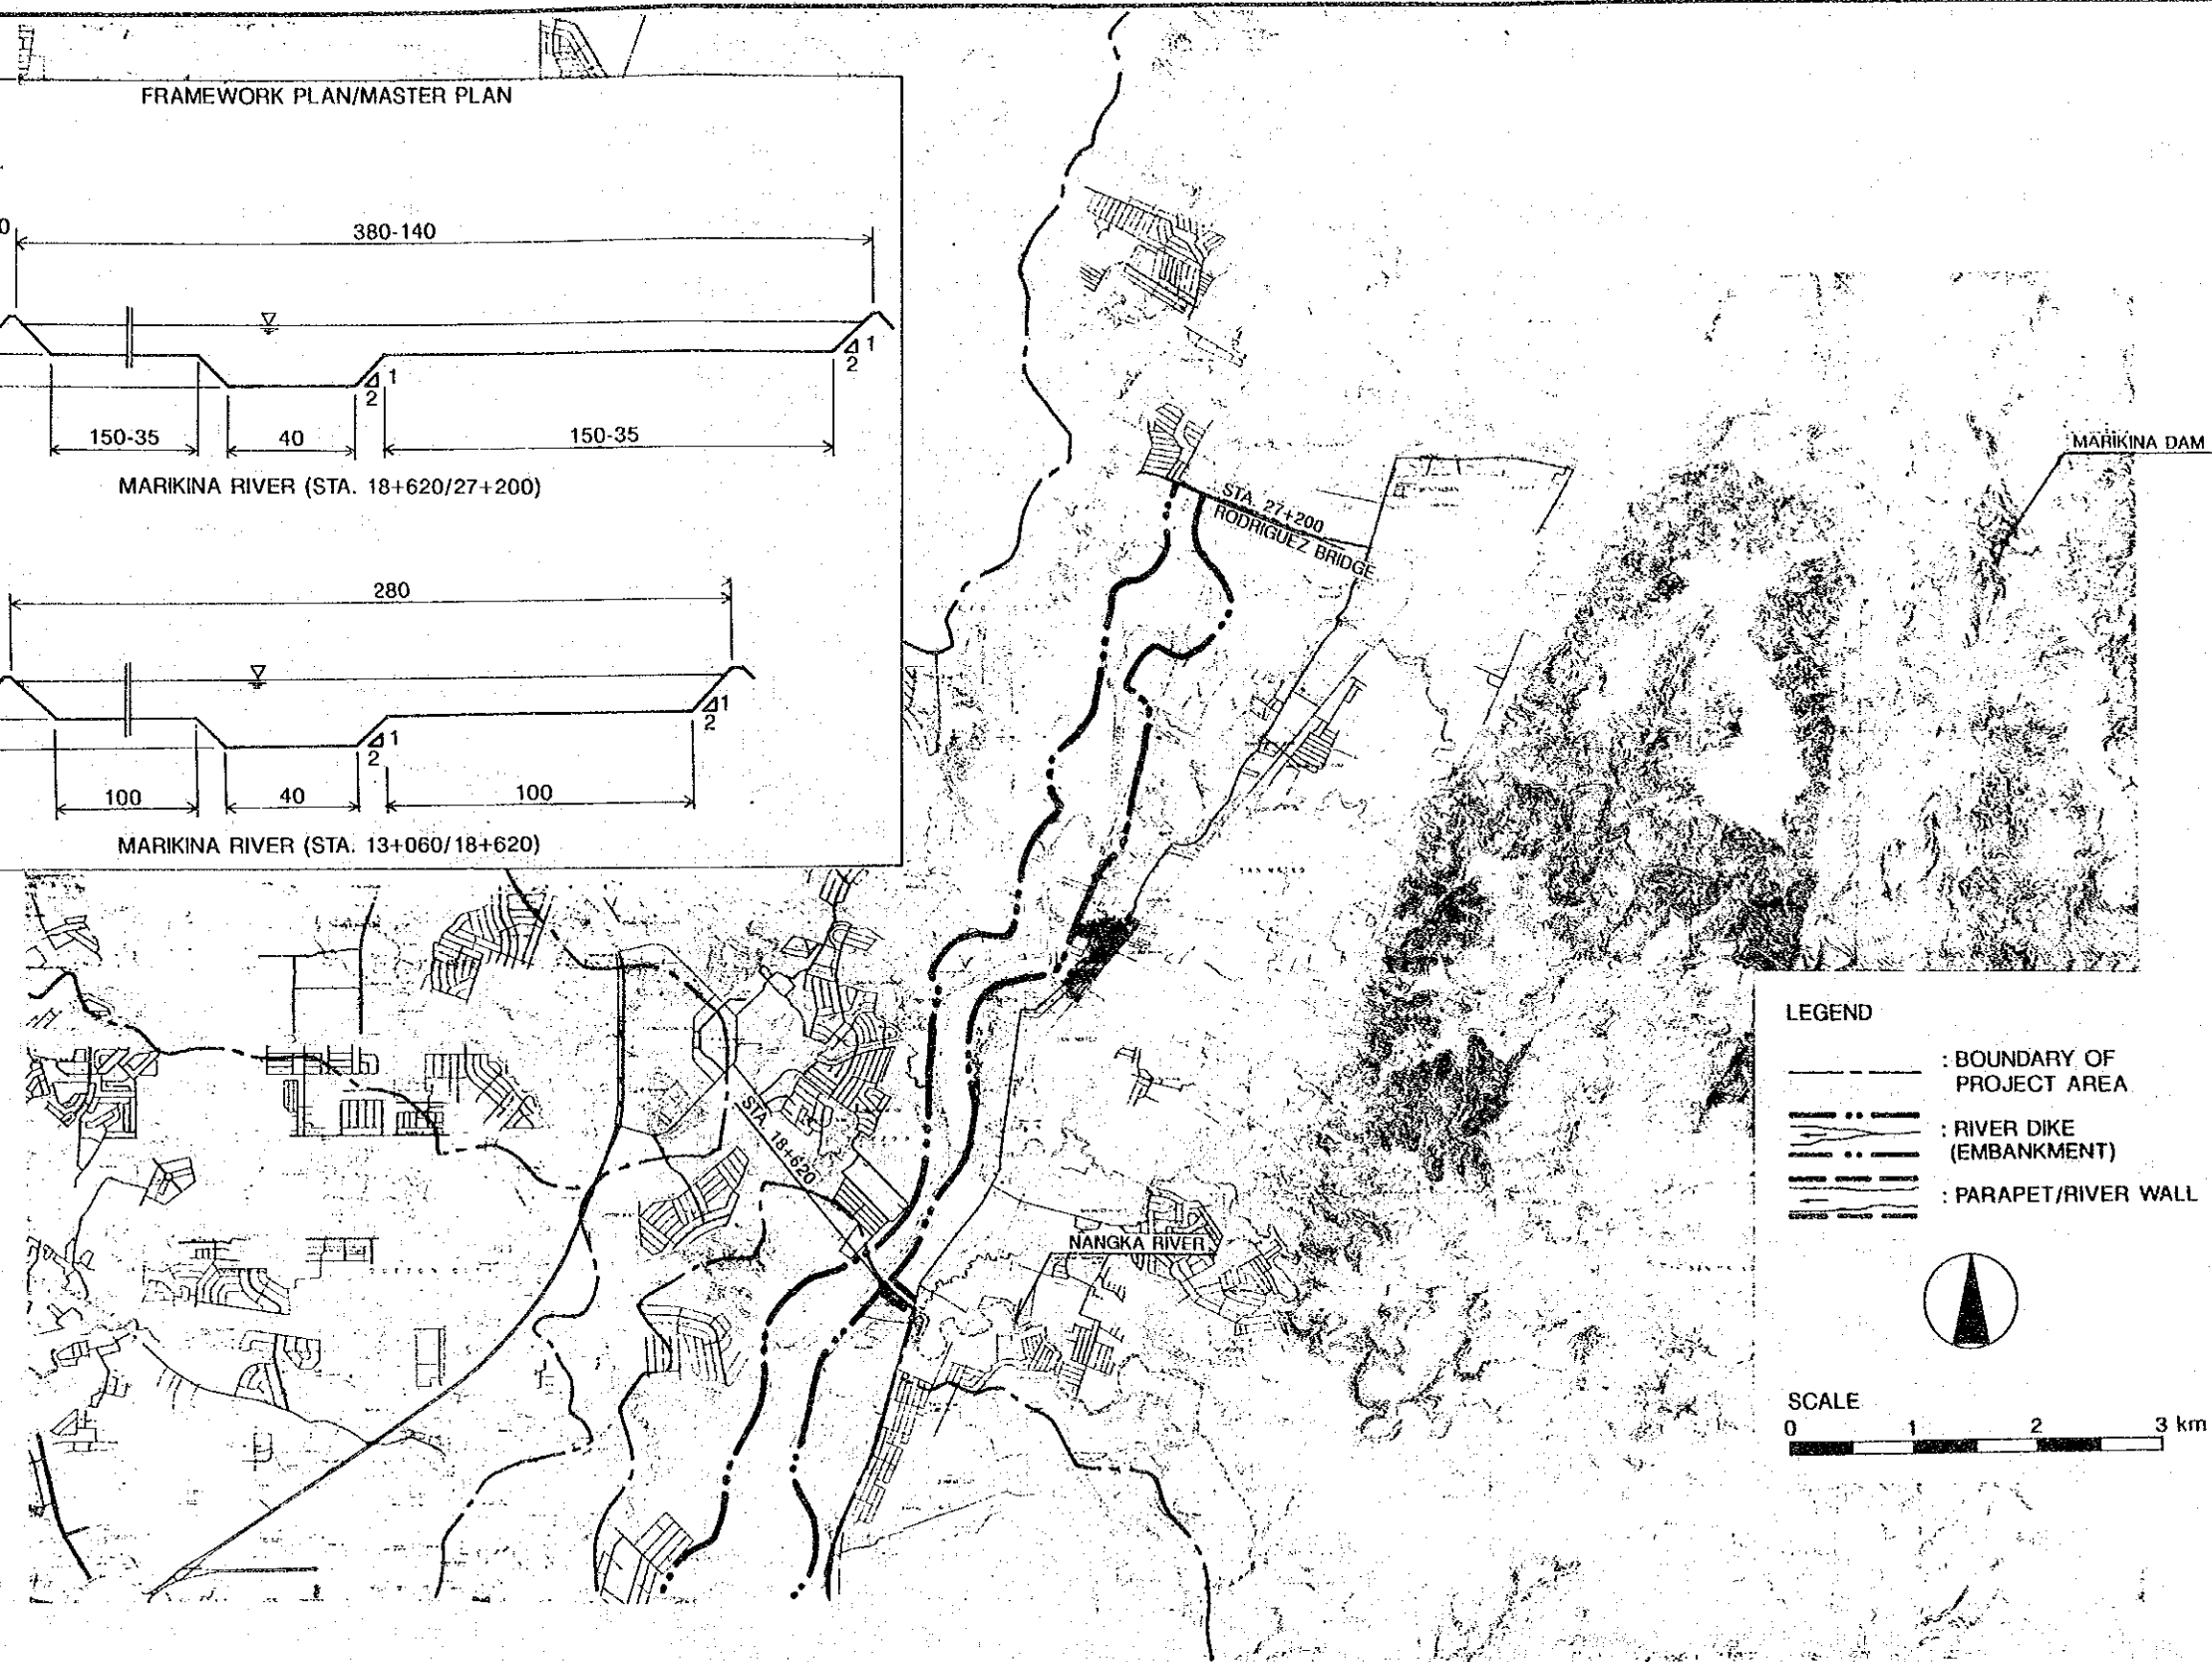 FRAMEWORK PLAN/MASTER PLAN
0
380-140
1
2
1
2
150-35
40
150-35
MARIKINA RIVER (STA. 18+620/27+200)
280
1
2
1
2
100
40
100
MARIKINA RIVER (STA. 13+060/18+620)
MARIKINA DAM
STA. 27+200
RODRIGUEZ BRIDGE
SAN MATEO
STA. 18+620
NANGKA RIVER
LEGEND
: BOUNDARY OF
PROJECT AREA
: RIVER DIKE
(EMBANKMENT)
: PARAPET/RIVER WALL
SCALE
0 1 2 3 km